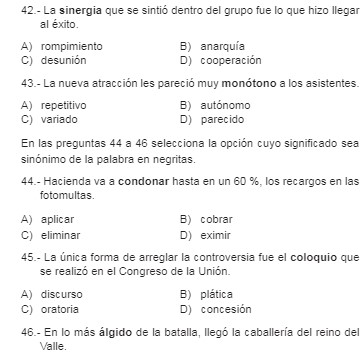 42.- La sinergia que se sintió dentro del grupo fue lo que hizo llegar
al éxito.
A) rompimiento B) anarquía
C) desunión D) cooperación
43.- La nueva atracción les pareció muy monótono a los asistentes.
A) repetitivo B) autónomo
C) variado D) parecido
En las preguntas 44 a 46 selecciona la opción cuyo significado sea
sinónimo de la palabra en negritas.
44.- Hacienda va a condonar hasta en un 60 %, los recargos en las
fotomultas.
A) aplicar B) cobrar
C) eliminar D) eximir
45.- La única forma de arreglar la controversia fue el coloquio que
se realizó en el Congreso de la Unión.
A) discurso B) plática
C) oratoria D) concesión
46.- En lo más álgido de la batalla, llegó la caballería del reino del
Valle.